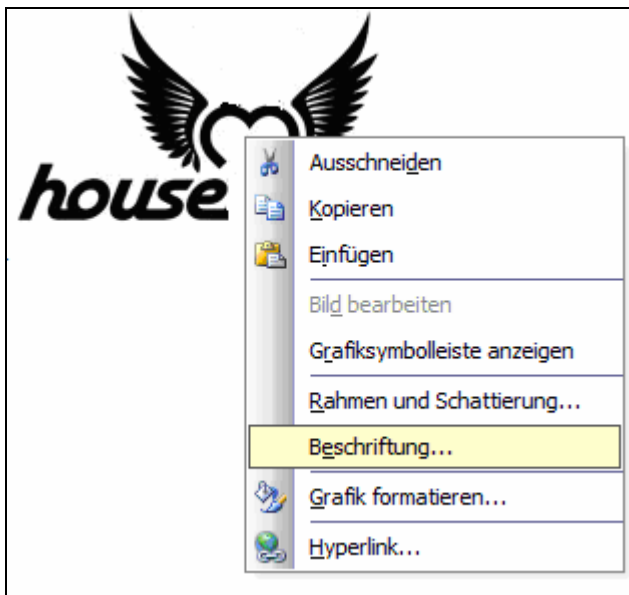 house
Ausschneiden
Kopieren
Einfügen
Bild bearbeiten
Grafiksymbolleiste anzeigen
Rahmen und Schattierung...
Beschriftung...
Grafik formatieren...
Hyperlink...